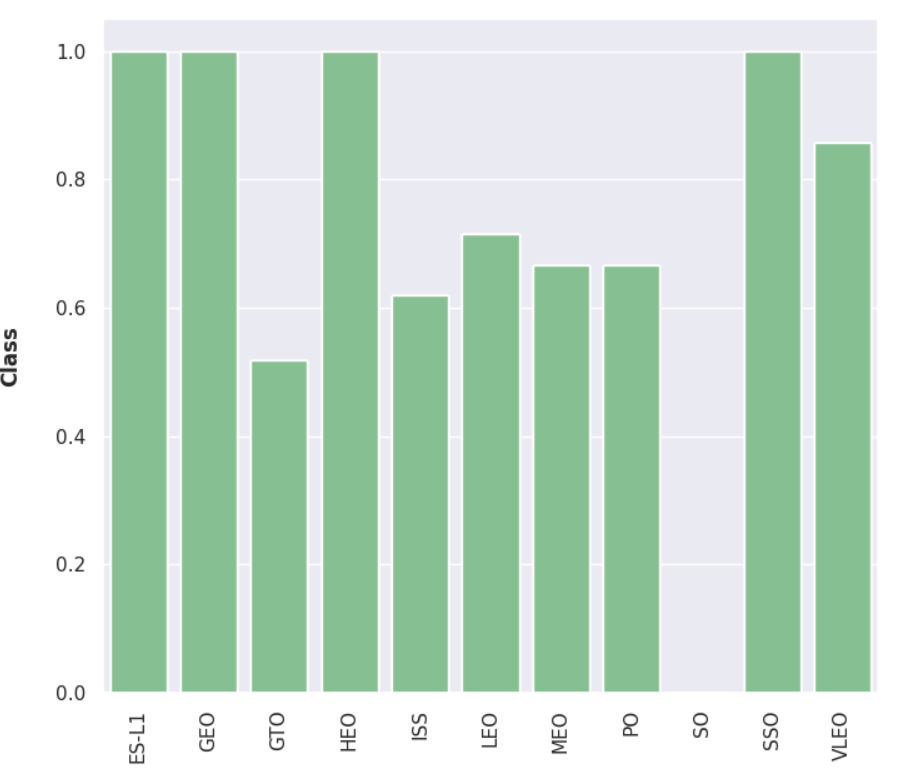 1.0
0.8
0.6
0.4
0.2
0.0
Class
ES-L1
GEO
GTO
HEO
ISS
LEO
MEO
PO
SO
SSO
VLEO